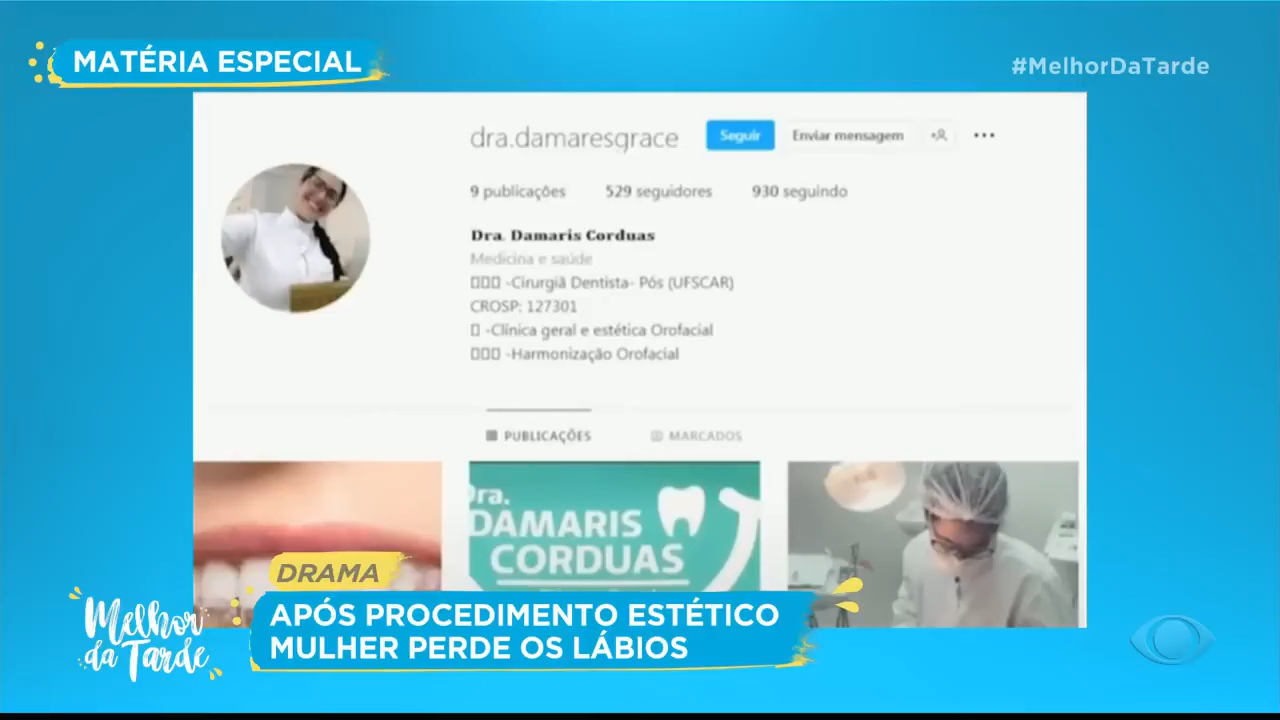 MATÉRIA ESPECIAL
#MelhorDaTarde
dra.damaresgrace Seguir Enviar mensagem
9 publicações 529 seguidores 930 seguindo
Dra. Damaris Corduas
Medicina e saúde
-Cirurgiã Dentista- Pós (UFSCAR)
CROSP: 127301
-Clínica geral e estética Orofacial
-Harmonização Orofacial
PUBLICAÇÕES MARCADOS
Dra.
DAMARIS
CORDUAS
DRAMA
APÓS PROCEDIMENTO ESTÉTICO
MULHER PERDE OS LÁBIOS
Melhor
da Tarde